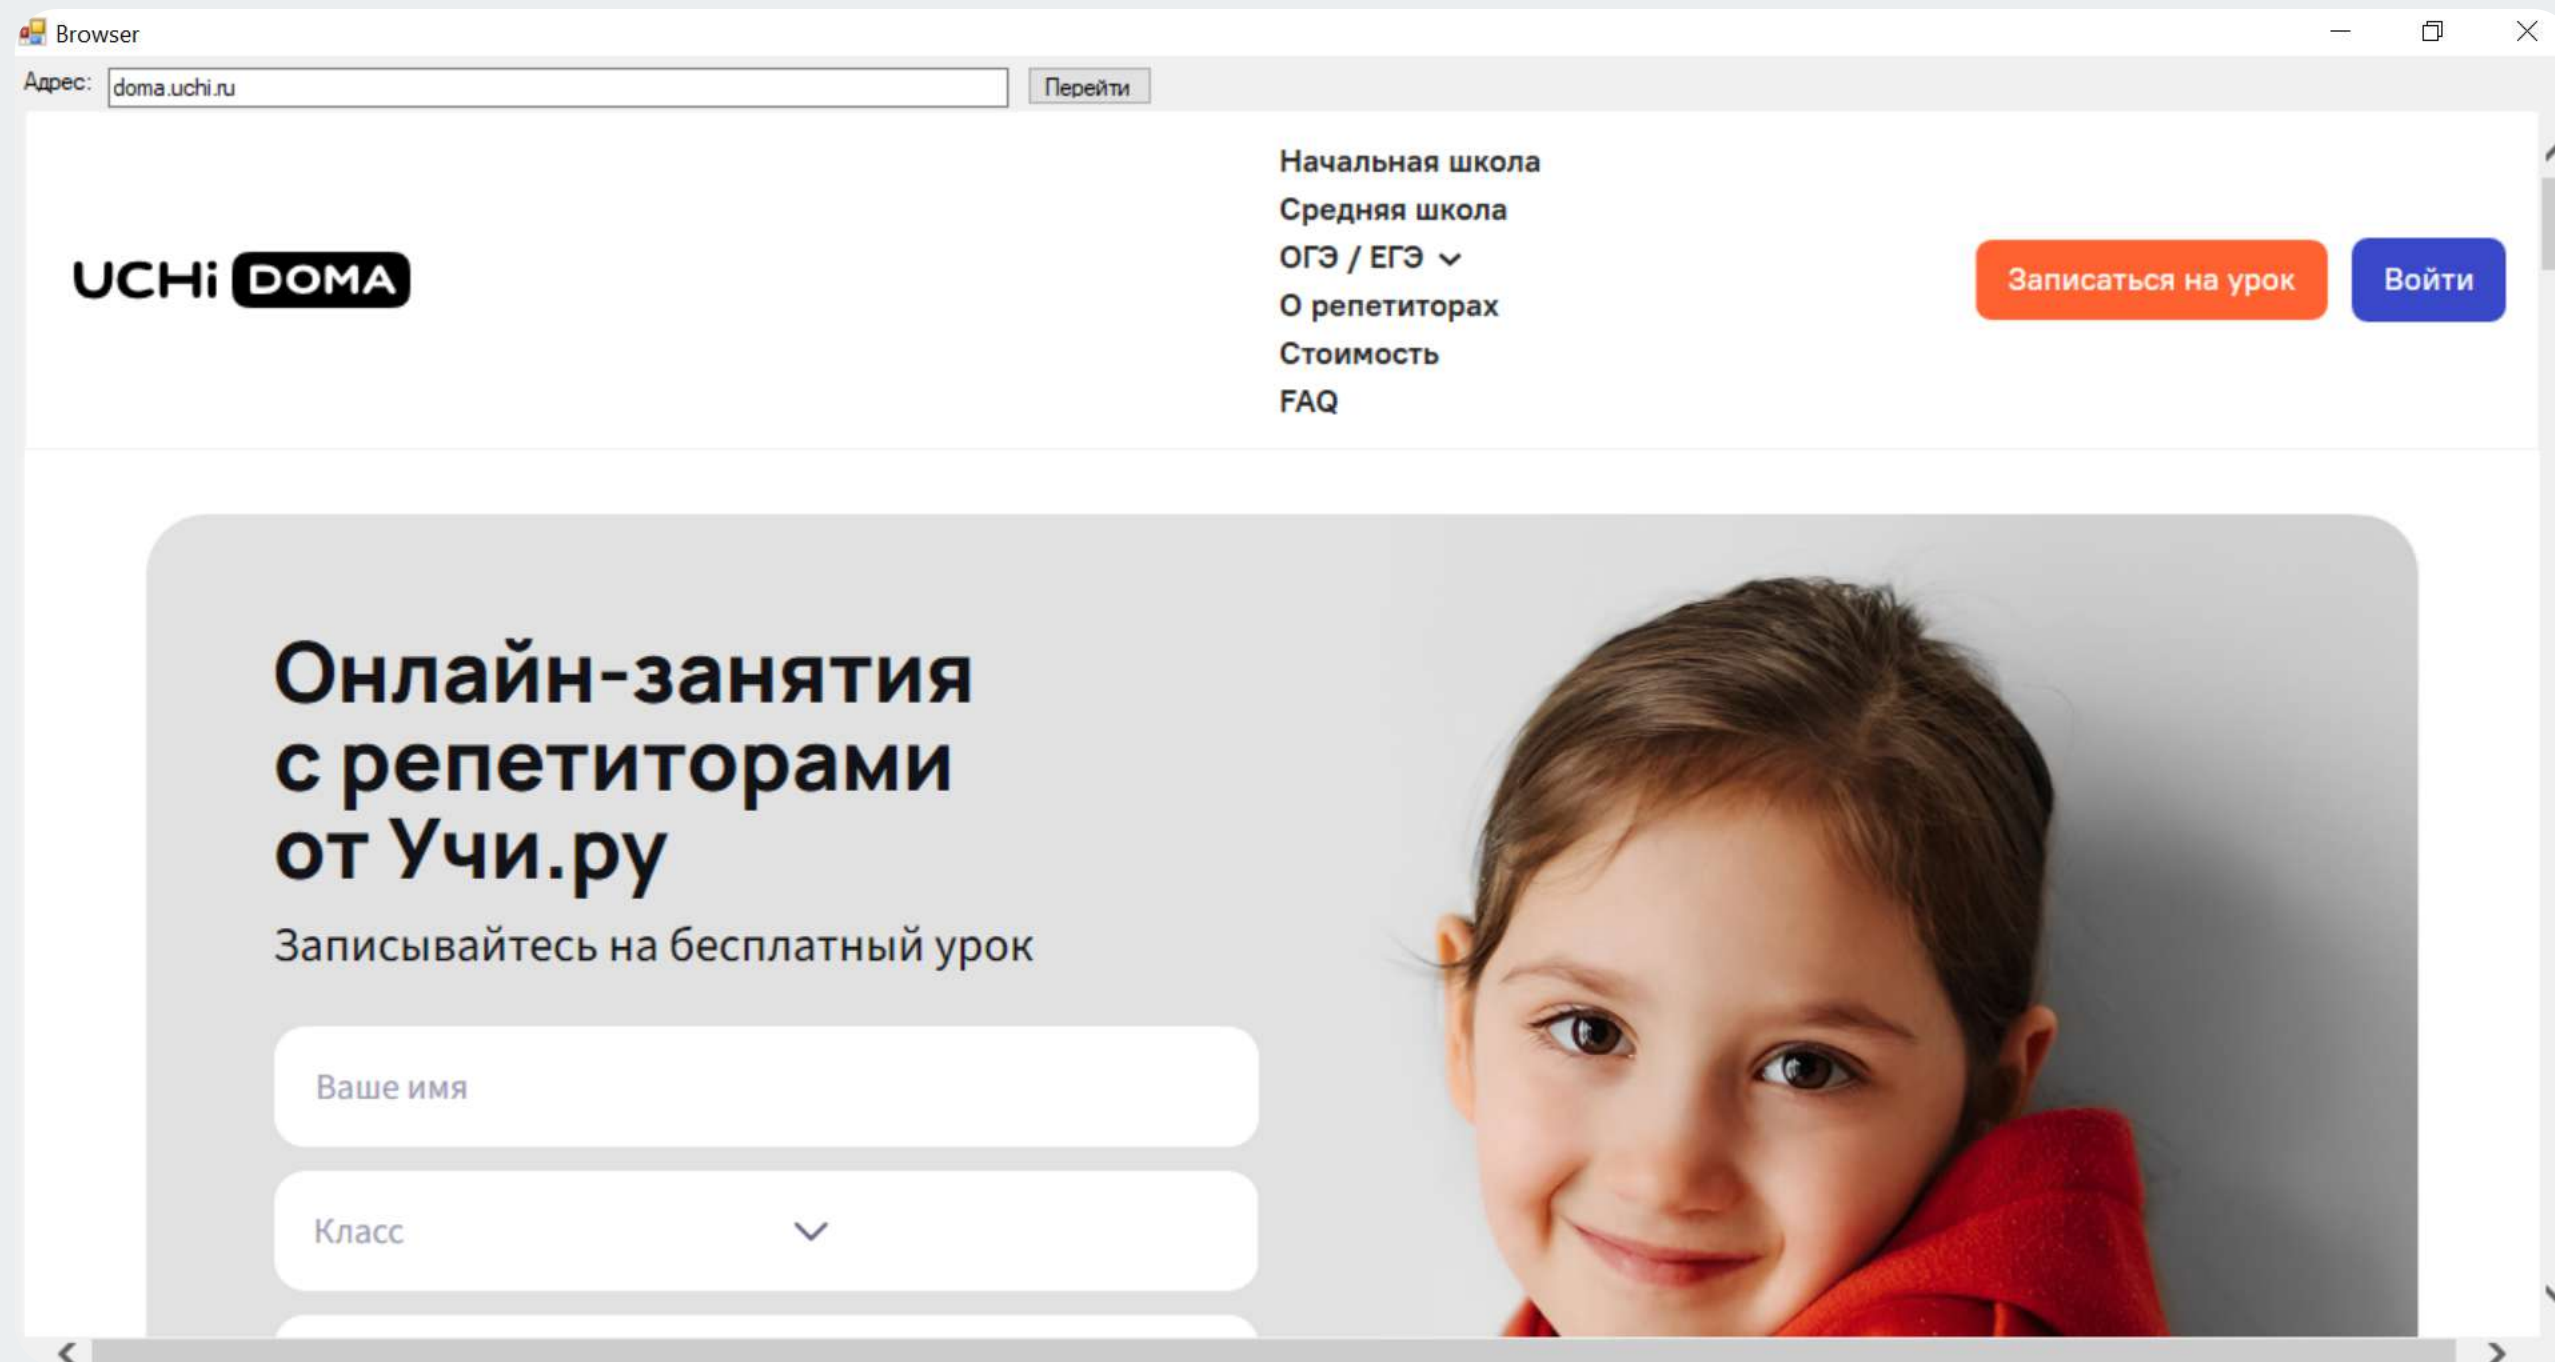 Browser
Адрес: doma.uchi.ru Перейти
Начальная школа
Средняя школа
ОГЭ / ЕГЭ
О репетиторах
Стоимость
FAQ
UCHi DOMA
Записаться на урок Войти
Онлайн-занятия
с репетиторами
от Учи.ру
Записывайтесь на бесплатный урок
Ваше имя
Класс